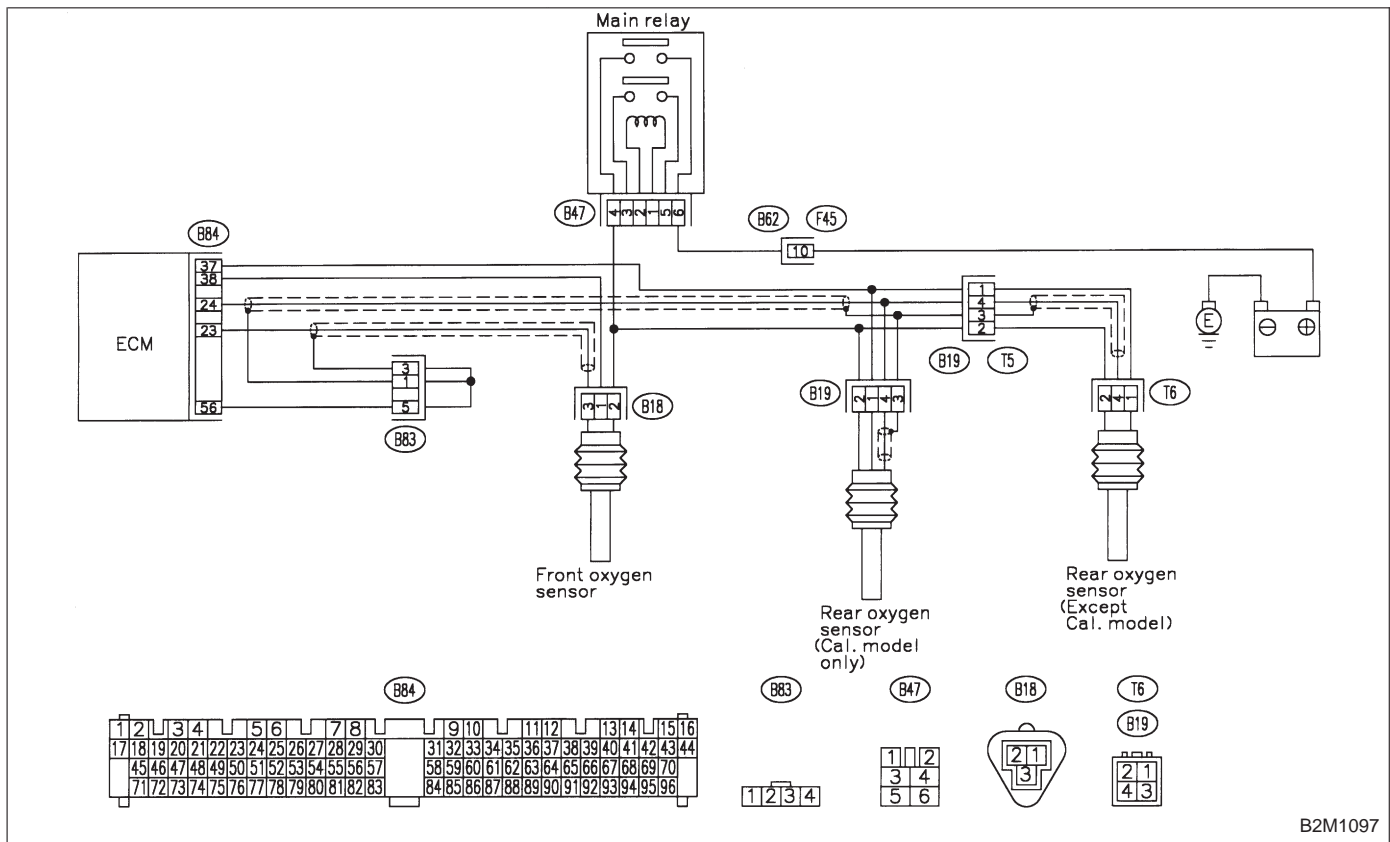 Main relay
B47
4 3 2 1 5 6
B62 F45
10
B84
37
38
24
23
56
ECM
3
1
5
B83
1
4
3
2
B19 T5
E
⊖ ⊕
3 1 2
B18
B19
2 1 4 3
2 4 1
T6
Front oxygen
sensor
Rear oxygen
sensor
(Cal. model
only)
Rear oxygen
sensor
(Except
Cal. model)
B84
1 2 3 4 5 6 7 8 9 10 11 12 13 14 15 16
17 18 19 20 21 22 23 24 25 26 27 28 29 30 31 32 33 34 35 36 37 38 39 40 41 42 43 44
45 46 47 48 49 50 51 52 53 54 55 56 57 58 59 60 61 62 63 64 65 66 67 68 69 70
71 72 73 74 75 76 77 78 79 80 81 82 83 84 85 86 87 88 89 90 91 92 93 94 95 96
B83
1 2 3 4
B47
1 2
3 4
5 6
B18
2 1
3
T6
B19
2 1
4 3
B2M1097